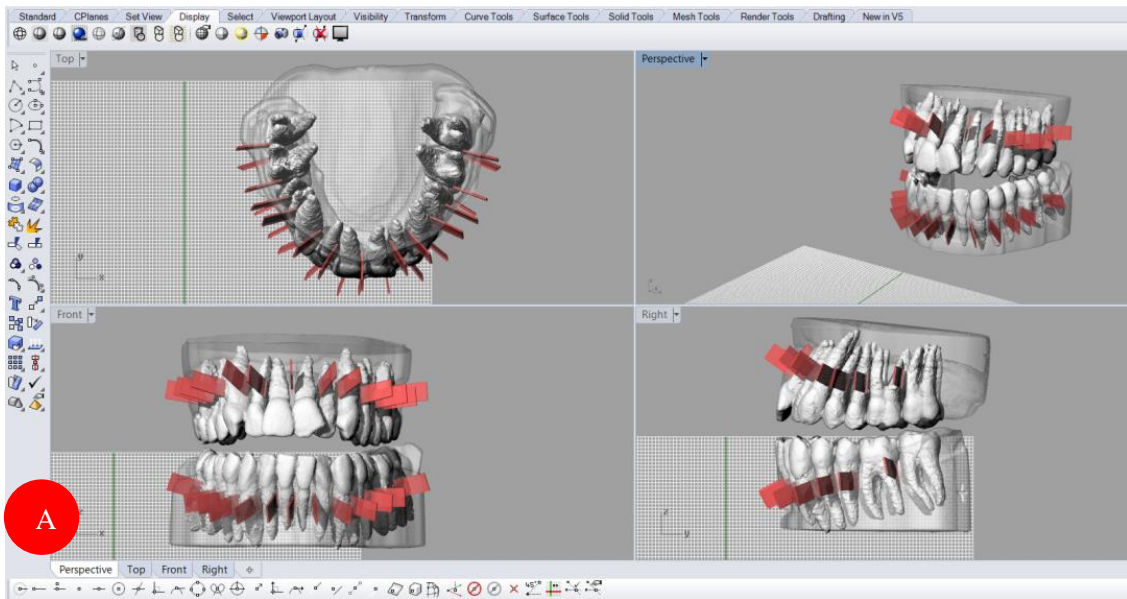 Standard CPlanes Set View Display Select Viewport Layout Visibility Transform Curve Tools Surface Tools Solid Tools Mesh Tools Render Tools Drafting New in V5
Top
Perspective
y
x
Front
Right
A
x
z
y
Perspective Top Front Right
45°